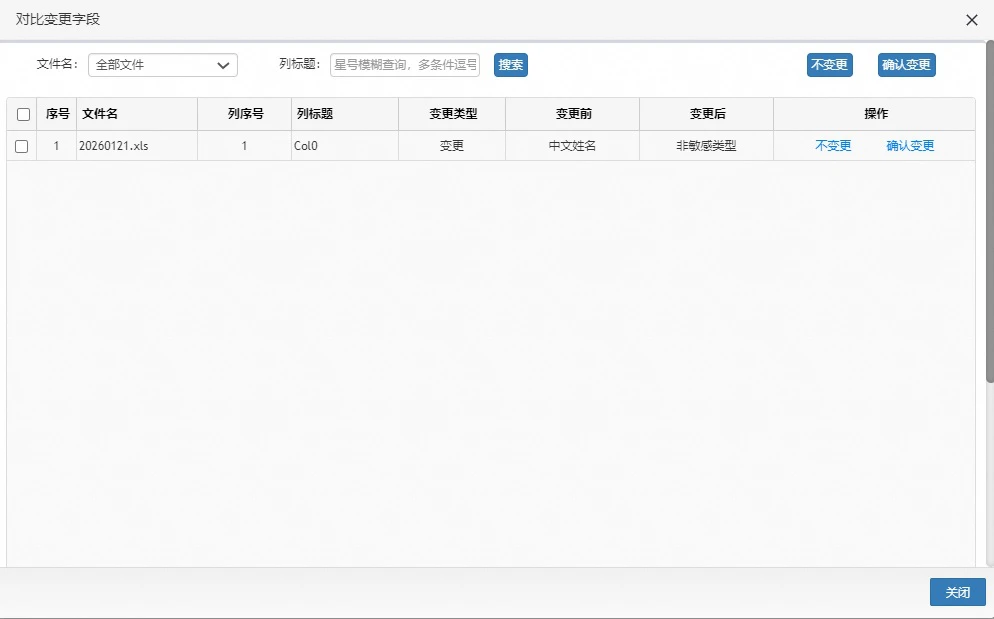 对比变更字段
文件名： 全部文件 列标题： 星号模糊查询，多条件逗号 搜索 不变更 确认变更
序号 文件名 列序号 列标题 变更类型 变更前 变更后 操作
1 20260121.xls 1 Col0 变更 中文姓名 非敏感类型 不变更 确认变更
关闭